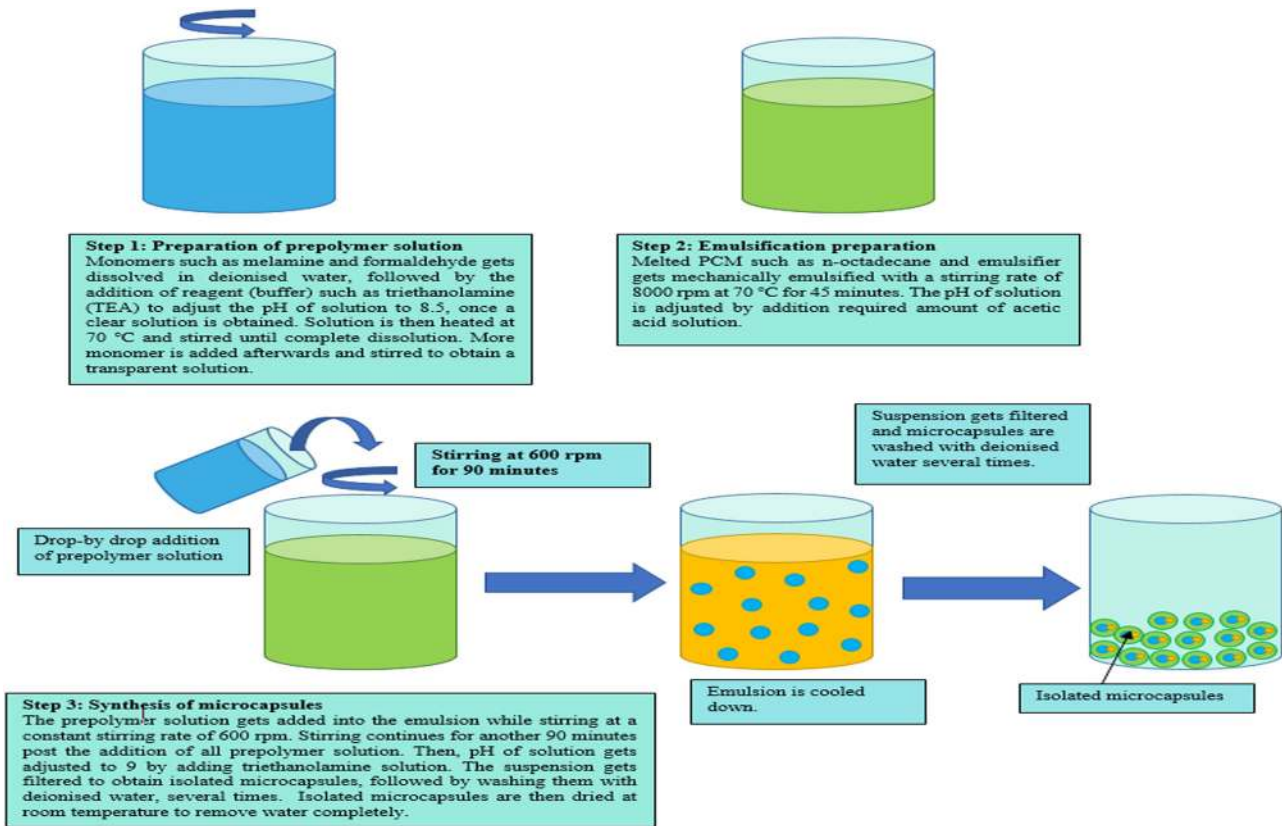 Step 1: Preparation of prepolymer solution
Monomers such as melamine and formaldehyde gets
dissolved in deionised water, followed by the
addition of reagent (buffer) such as triethanolamine
(TEA) to adjust the pH of solution to 8.5, once a
clear solution is obtained. Solution is then heated at
70 °C and stirred until complete dissolution. More
monomer is added afterwards and stirred to obtain a
transparent solution.
Step 2: Emulsification preparation
Melted PCM such as n-octadecane and emulsifier
gets mechanically emulsified with a stirring rate of
8000 rpm at 70 °C for 45 minutes. The pH of solution
is adjusted by addition required amount of acetic
acid solution.
Drop-by drop addition
of prepolymer solution
Stirring at 600 rpm
for 90 minutes
Suspension gets filtered
and microcapsules are
washed with deionised
water several times.
Step 3: Synthesis of microcapsules
The prepolymer solution gets added into the emulsion while stirring at a
constant stirring rate of 600 rpm. Stirring continues for another 90 minutes
post the addition of all prepolymer solution. Then, pH of solution gets
adjusted to 9 by adding triethanolamine solution. The suspension gets
filtered to obtain isolated microcapsules, followed by washing them with
deionised water, several times. Isolated microcapsules are then dried at
room temperature to remove water completely.
Emulsion is cooled
down.
Isolated microcapsules